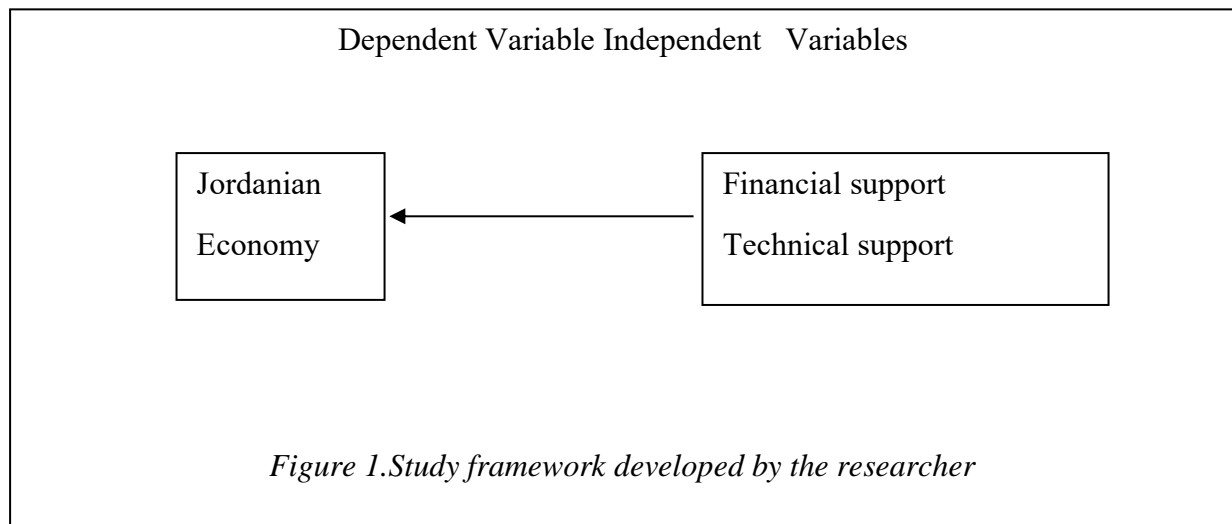 Dependent Variable Independent Variables
Jordanian
Economy
Financial support
Technical support
Figure 1.Study framework developed by the researcher